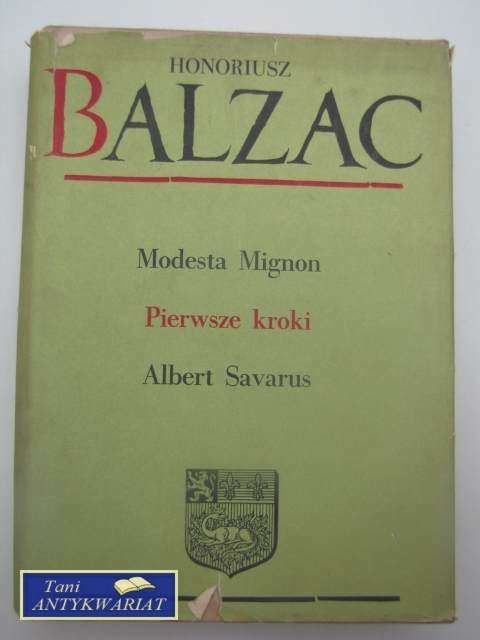 HONORIUSZ
BALZAC
Modesta Mignon
Pierwsze kroki
Albert Savarus
Tani
ANTYKWARIAT